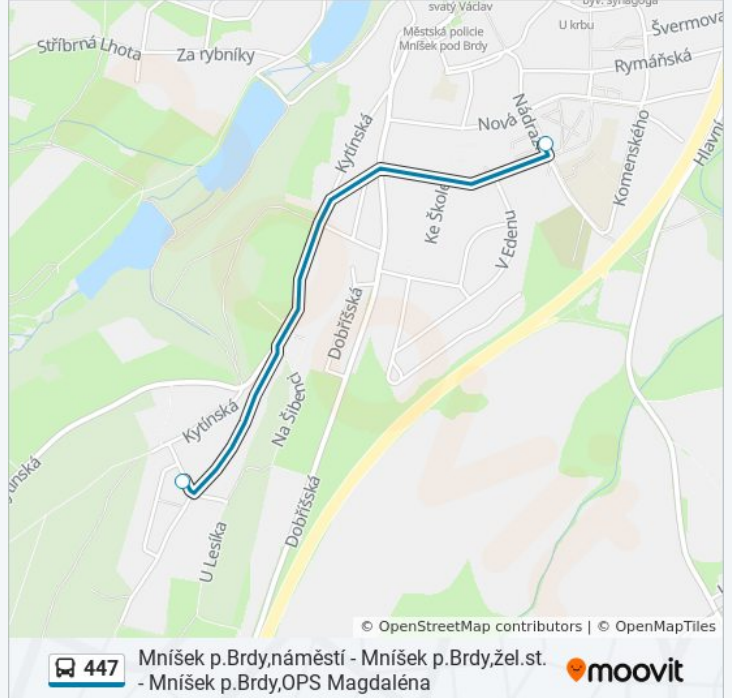 svatý Václav
byv. synagoga
Městská policie
Mníšek pod Brdy
U krbu
Švermova
Stříbrná Lhota
Za rybníky
Rymáňská
Nová
Kytínská
Komenského
Hlavní
Ke Škole
V Edenu
Dobříšská
Na Šibenci
Kytínská
Dobříšská
U Lesíka
© OpenStreetMap contributors | © OpenMapTiles
447
Mníšek p.Brdy,náměstí - Mníšek p.Brdy,žel.st.
- Mníšek p.Brdy,OPS Magdaléna
moovit